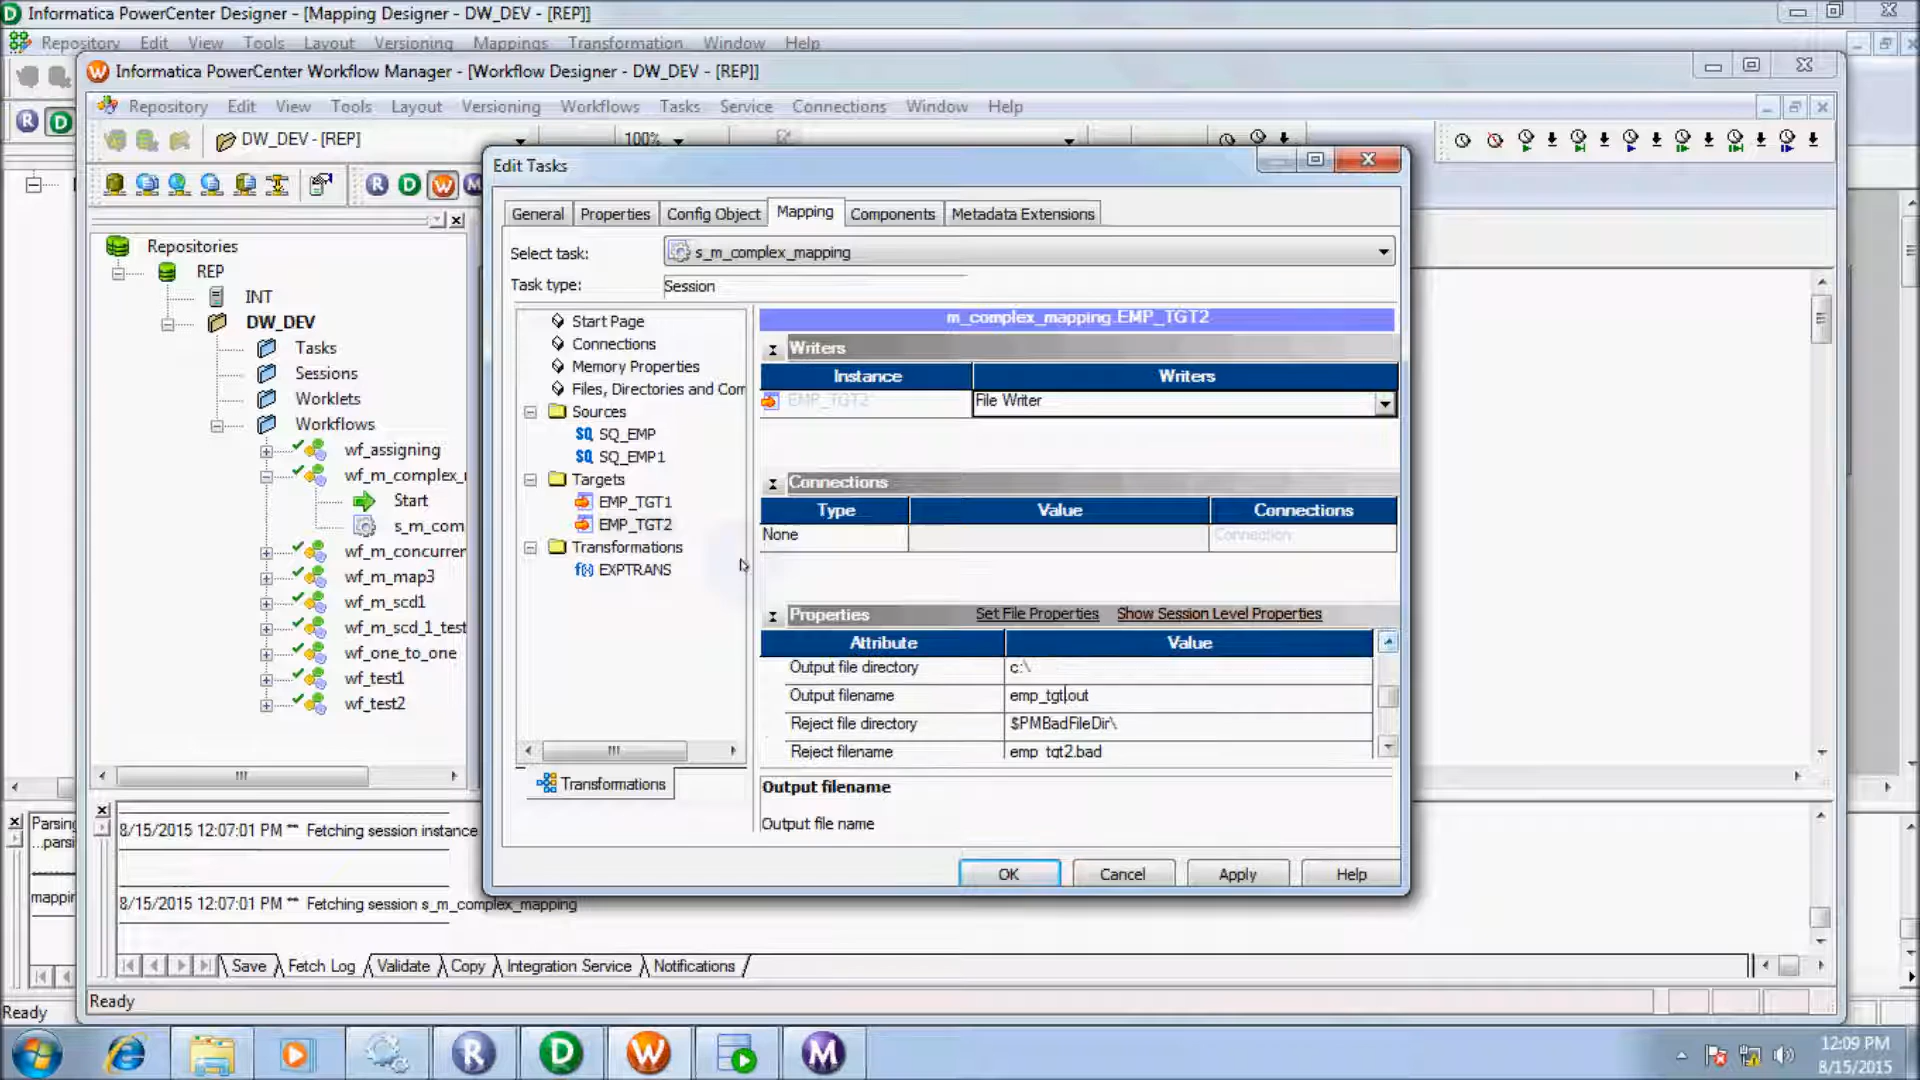 Informatica PowerCenter Designer - [Mapping Designer - DW_DEV - [REP]]
Repository Edit View Tools Layout Versioning Mappings Transformation Window Help
Informatica PowerCenter Workflow Manager - [Workflow Designer - DW_DEV - [REP]]
Repository Edit View Tools Layout Versioning Workflows Tasks Service Connections Window Help
DW_DEV - [REP]
100%
Edit Tasks
General Properties Config Object Mapping Components Metadata Extensions
Select task: s_m_complex_mapping
Task type: Session
Repositories
REP
INT
DW_DEV
Tasks
Sessions
Worklets
Workflows
wf_assigning
wf_m_complex_
Start
s_m_com
wf_m_concurrer
wf_m_map3
wf_m_scd1
wf_m_scd_1_test
wf_one_to_one
wf_test1
wf_test2
Start Page
Connections
Memory Properties
Files, Directories and Com
Sources
SQ_EMP
SQ_EMP1
Targets
EMP_TGT1
EMP_TGT2
Transformations
EXPTRANS
Transformations
m_complex_mapping.EMP_TGT2
Writers
Instance Writers
EMP_TGT2 File Writer
Connections
Type Value Connections
None Connection
Properties Set File Properties Show Session Level Properties
Attribute Value
Output file directory c:\
Output filename emp_tgt.out
Reject file directory $PMBadFileDir\
Reject filename emp_tgt2.bad
Output filename
Output file name
OK Cancel Apply Help
Parsing
...parsi
mappin
8/15/2015 12:07:01 PM ** Fetching session instance
8/15/2015 12:07:01 PM ** Fetching session s_m_complex_mapping
Save Fetch Log Validate Copy Integration Service Notifications
Ready
Ready
12:09 PM
8/15/2015